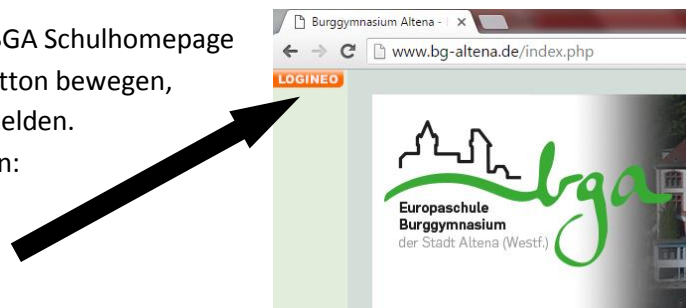 BGA Schulhomepage
tton bewegen,
elden.
n:
Burggymnasium Altena -
www.bg-altena.de/index.php
LOGINEO
bga
Europaschule
Burggymnasium
der Stadt Altena (Westf.)